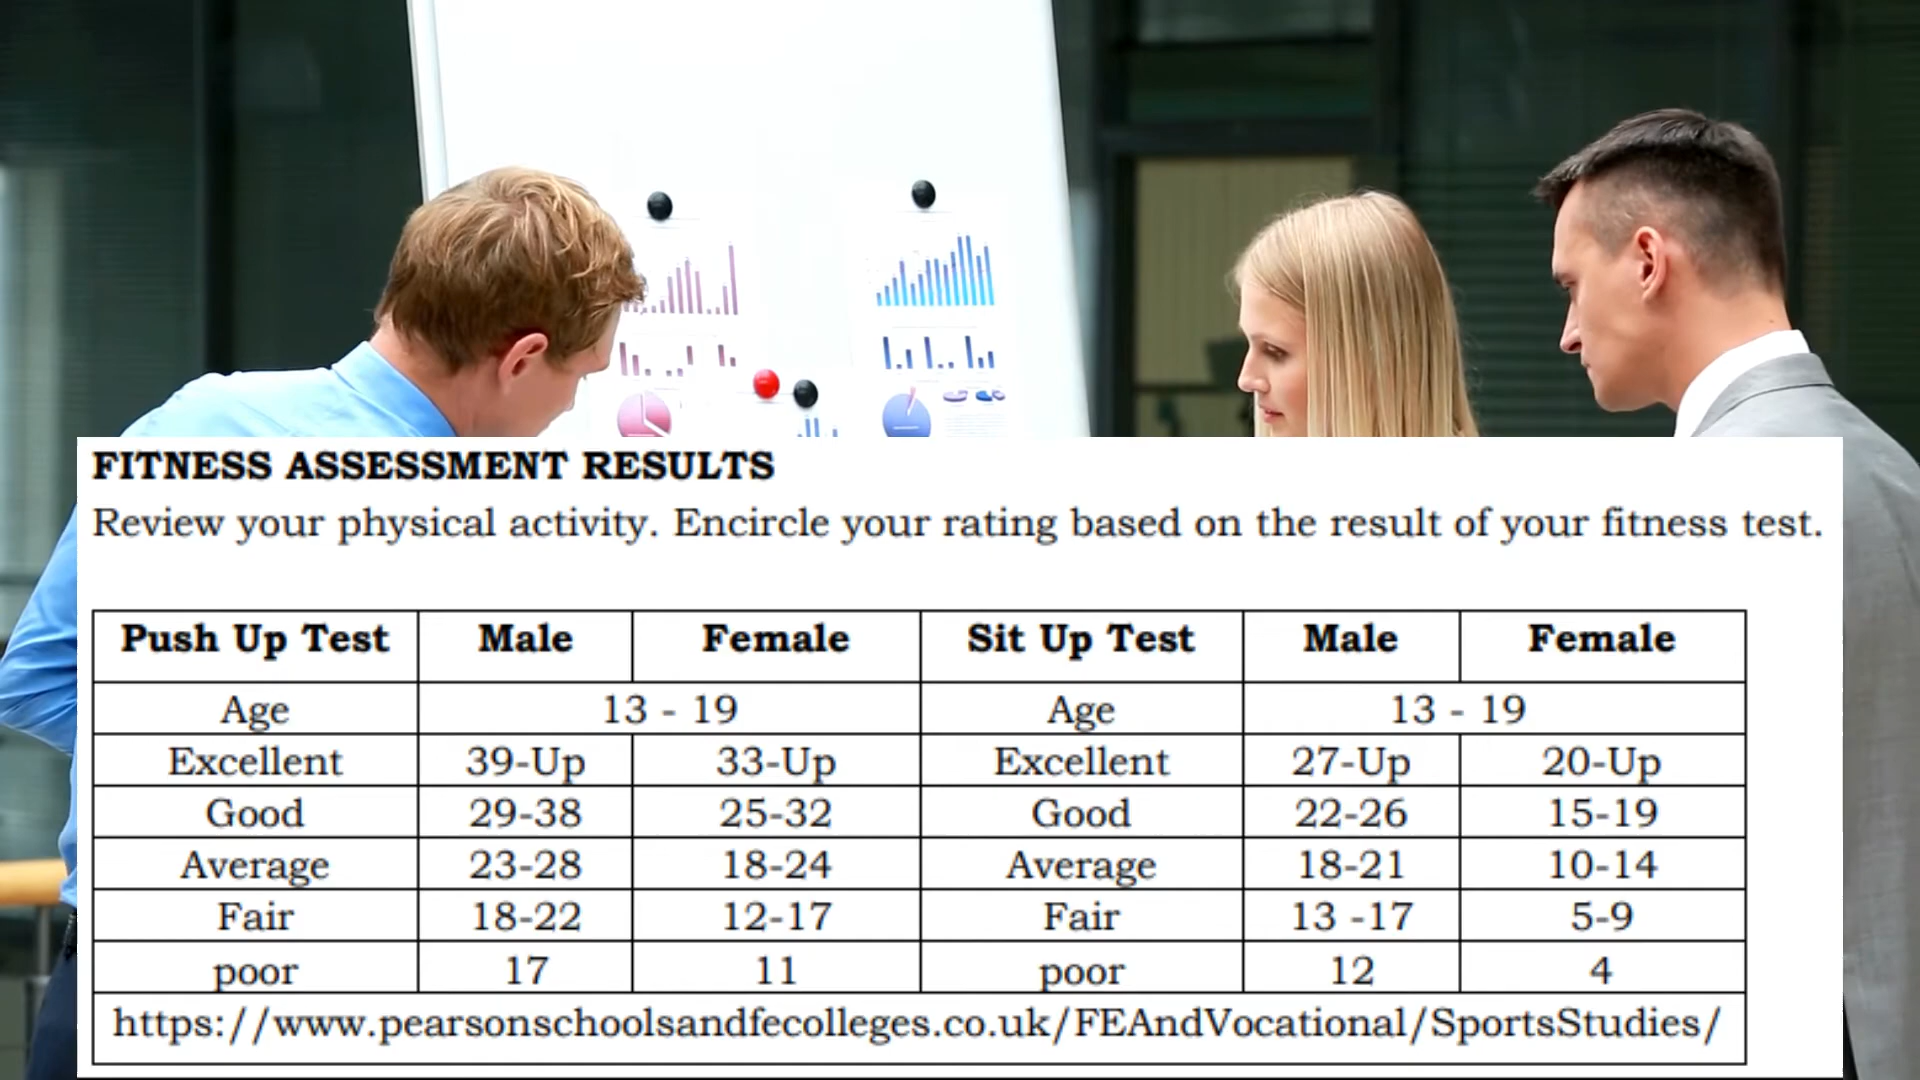 FITNESS ASSESSMENT RESULTS
Review your physical activity. Encircle your rating based on the result of your fitness test.
Push Up Test Male Female Sit Up Test Male Female
Age 13 - 19 Age 13 - 19
Excellent 39-Up 33-Up Excellent 27-Up 20-Up
Good 29-38 25-32 Good 22-26 15-19
Average 23-28 18-24 Average 18-21 10-14
Fair 18-22 12-17 Fair 13 -17 5-9
poor 17 11 poor 12 4
https://www.pearsonschoolsandfecolleges.co.uk/FEAndVocational/SportsStudies/